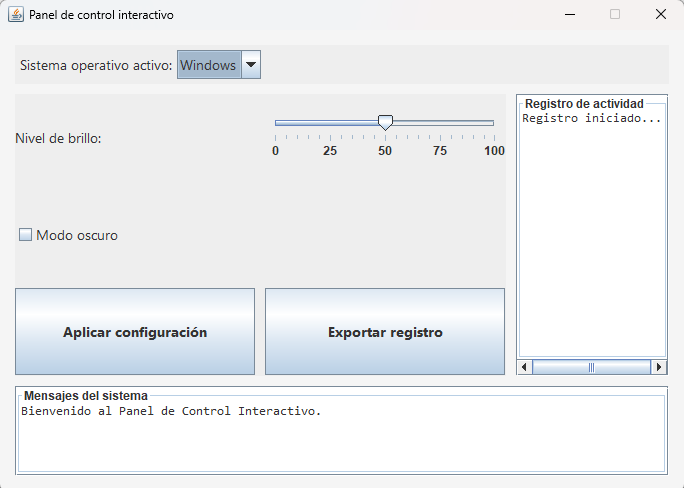 Panel de control interactivo
Sistema operativo activo: Windows
Nivel de brillo:
0 25 50 75 100
Modo oscuro
Aplicar configuración
Exportar registro
Registro de actividad
Registro iniciado...
Mensajes del sistema
Bienvenido al Panel de Control Interactivo.